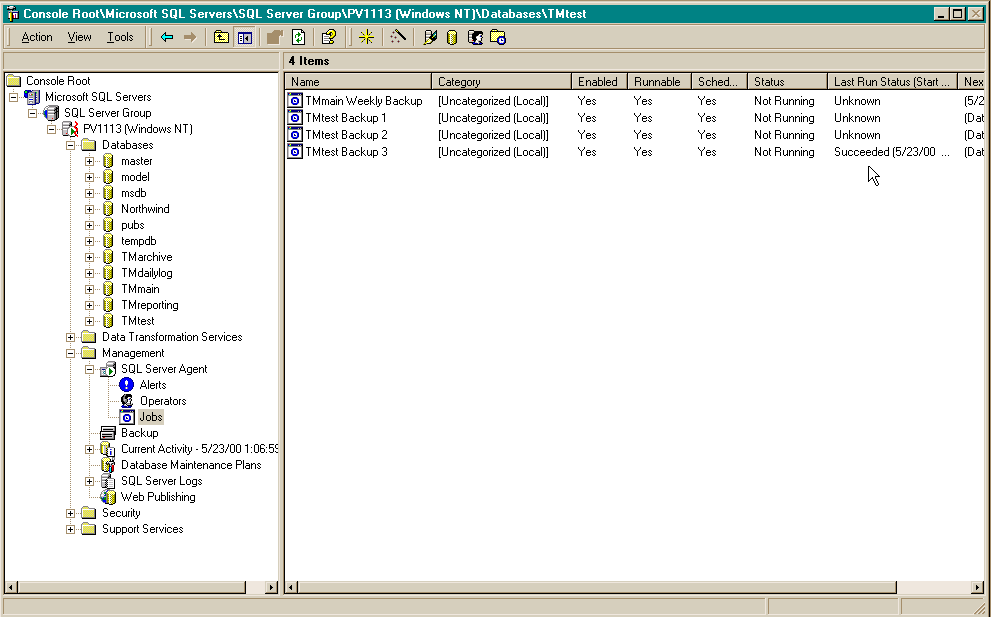 Console Root\Microsoft SQL Servers\SQL Server Group\PV1113 (Windows NT)\Databases\TMtest
Action View Tools
4 Items
Console Root
Microsoft SQL Servers
SQL Server Group
PV1113 (Windows NT)
Databases
master
model
msdb
Northwind
pubs
tempdb
TMarchive
TMdailylog
TMmain
TMreporting
TMtest
Data Transformation Services
Management
SQL Server Agent
Alerts
Operators
Jobs
Backup
Current Activity - 5/23/00 1:06:59
Database Maintenance Plans
SQL Server Logs
Web Publishing
Security
Support Services
Name Category Enabled Runnable Sched... Status Last Run Status (Start ... Nex
TMmain Weekly Backup [Uncategorized (Local)] Yes Yes Yes Not Running Unknown (5/2
TMtest Backup 1 [Uncategorized (Local)] Yes Yes Yes Not Running Unknown (Dat
TMtest Backup 2 [Uncategorized (Local)] Yes Yes Yes Not Running Unknown (Dat
TMtest Backup 3 [Uncategorized (Local)] Yes Yes Yes Not Running Succeeded (5/23/00 ... (Dat